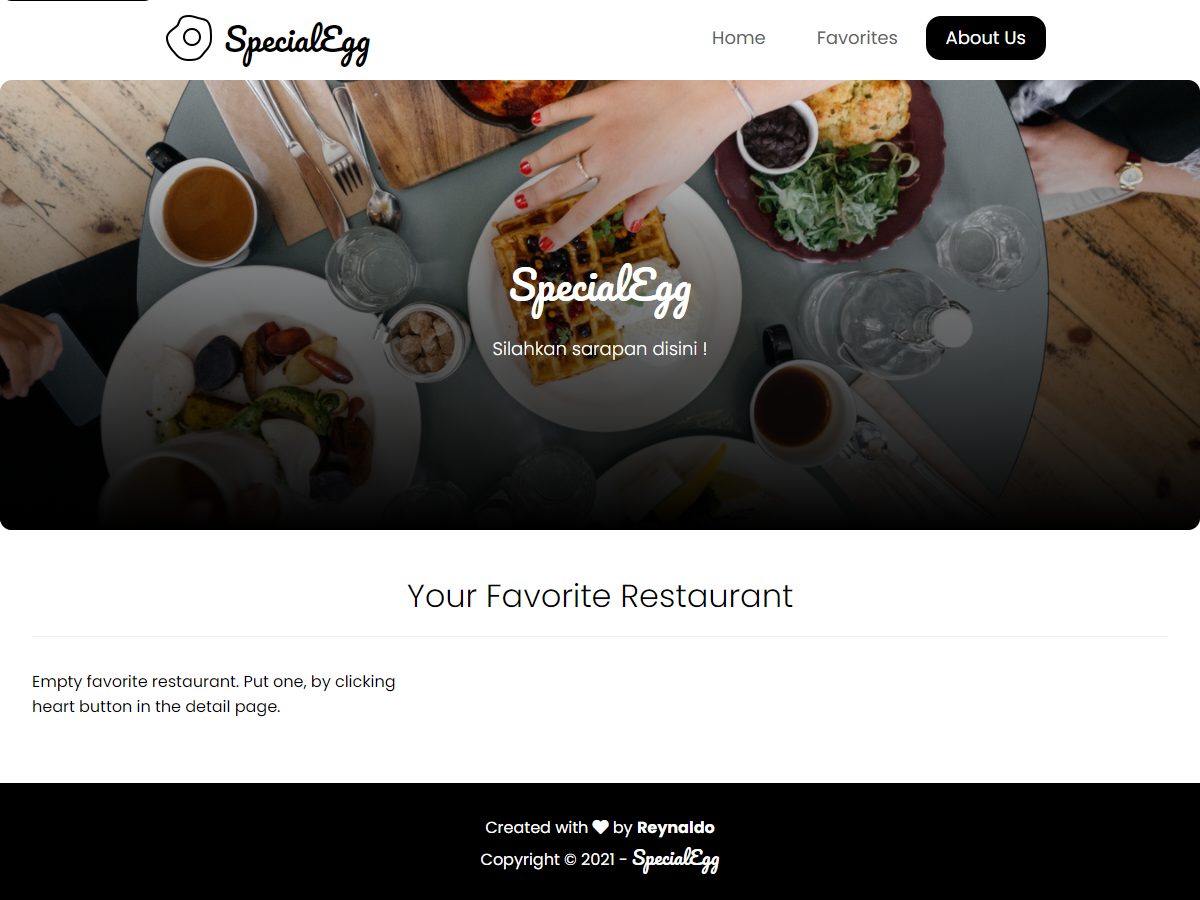 SpecialEgg
Home
Favorites
About Us
SpecialEgg
Silahkan sarapan disini !
Your Favorite Restaurant
Empty favorite restaurant. Put one, by clicking
heart button in the detail page.
Created with ♥ by Reynaldo
Copyright © 2021 - SpecialEgg